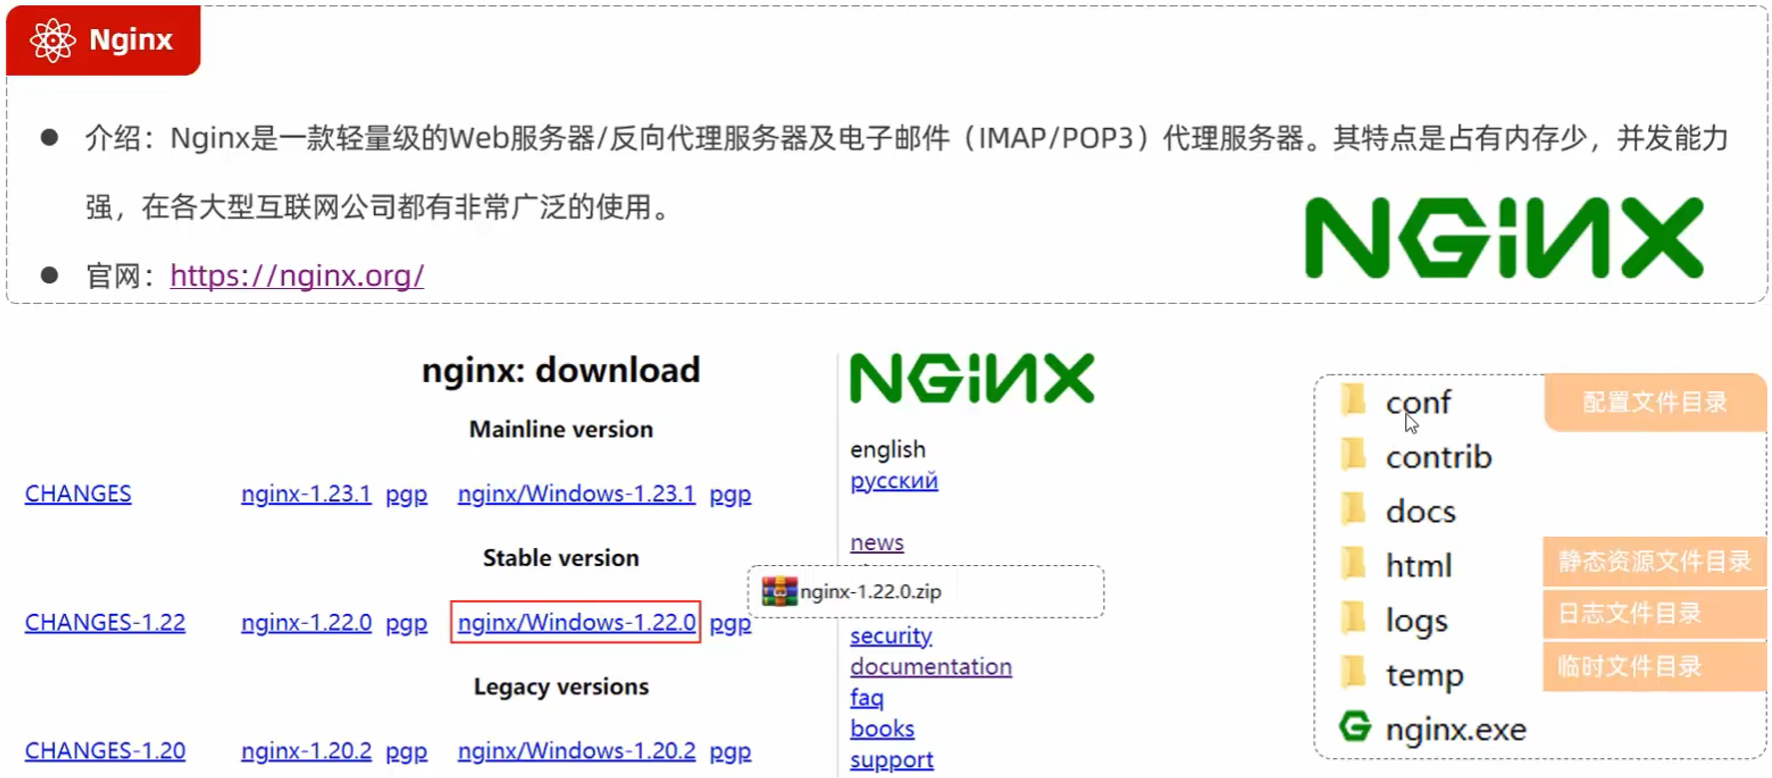 Nginx
● 介绍：Nginx是一款轻量级的Web服务器/反向代理服务器及电子邮件（IMAP/POP3）代理服务器。其特点是占有内存少，并发能力
强，在各大型互联网公司都有非常广泛的使用。
● 官网：https://nginx.org/
NGINX
nginx: download
Mainline version
CHANGES nginx-1.23.1 pgp nginx/Windows-1.23.1 pgp
Stable version
CHANGES-1.22 nginx-1.22.0 pgp nginx/Windows-1.22.0 pgp
Legacy versions
CHANGES-1.20 nginx-1.20.2 pgp nginx/Windows-1.20.2 pgp
NGINX
english
русский
news
nginx-1.22.0.zip
security
documentation
faq
books
support
conf 配置文件目录
contrib
docs
html 静态资源文件目录
logs 日志文件目录
temp 临时文件目录
nginx.exe